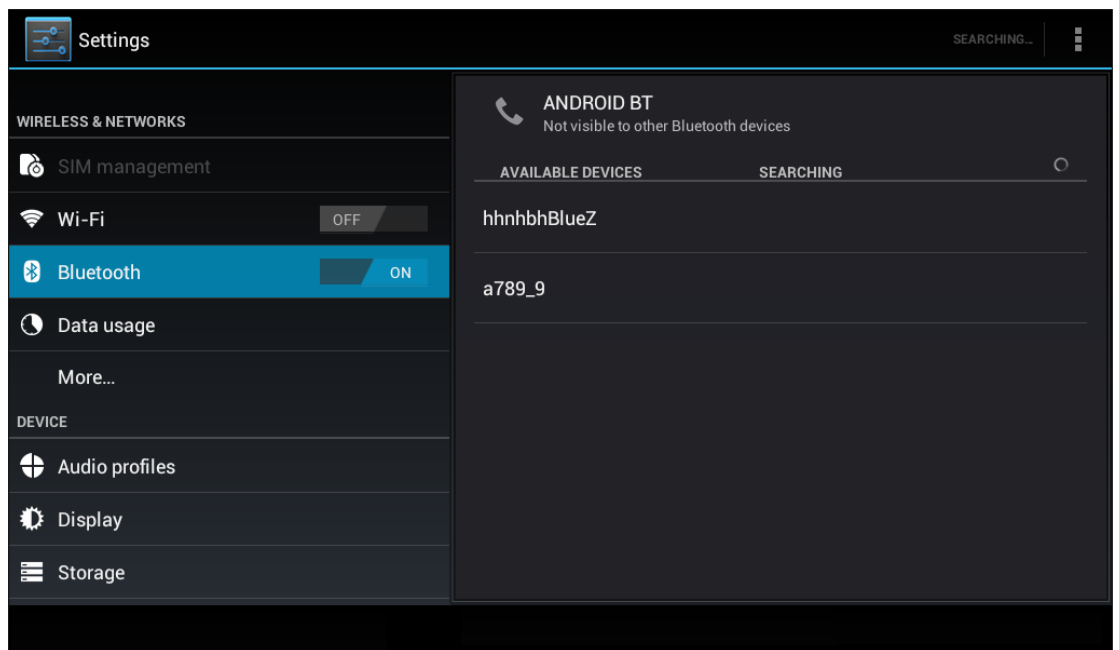 Settings
SEARCHING...
WIRELESS & NETWORKS
SIM management
Wi-Fi OFF
Bluetooth ON
Data usage
More...
DEVICE
Audio profiles
Display
Storage
ANDROID BT
Not visible to other Bluetooth devices
AVAILABLE DEVICES SEARCHING
hhnhbhBlueZ
a789_9